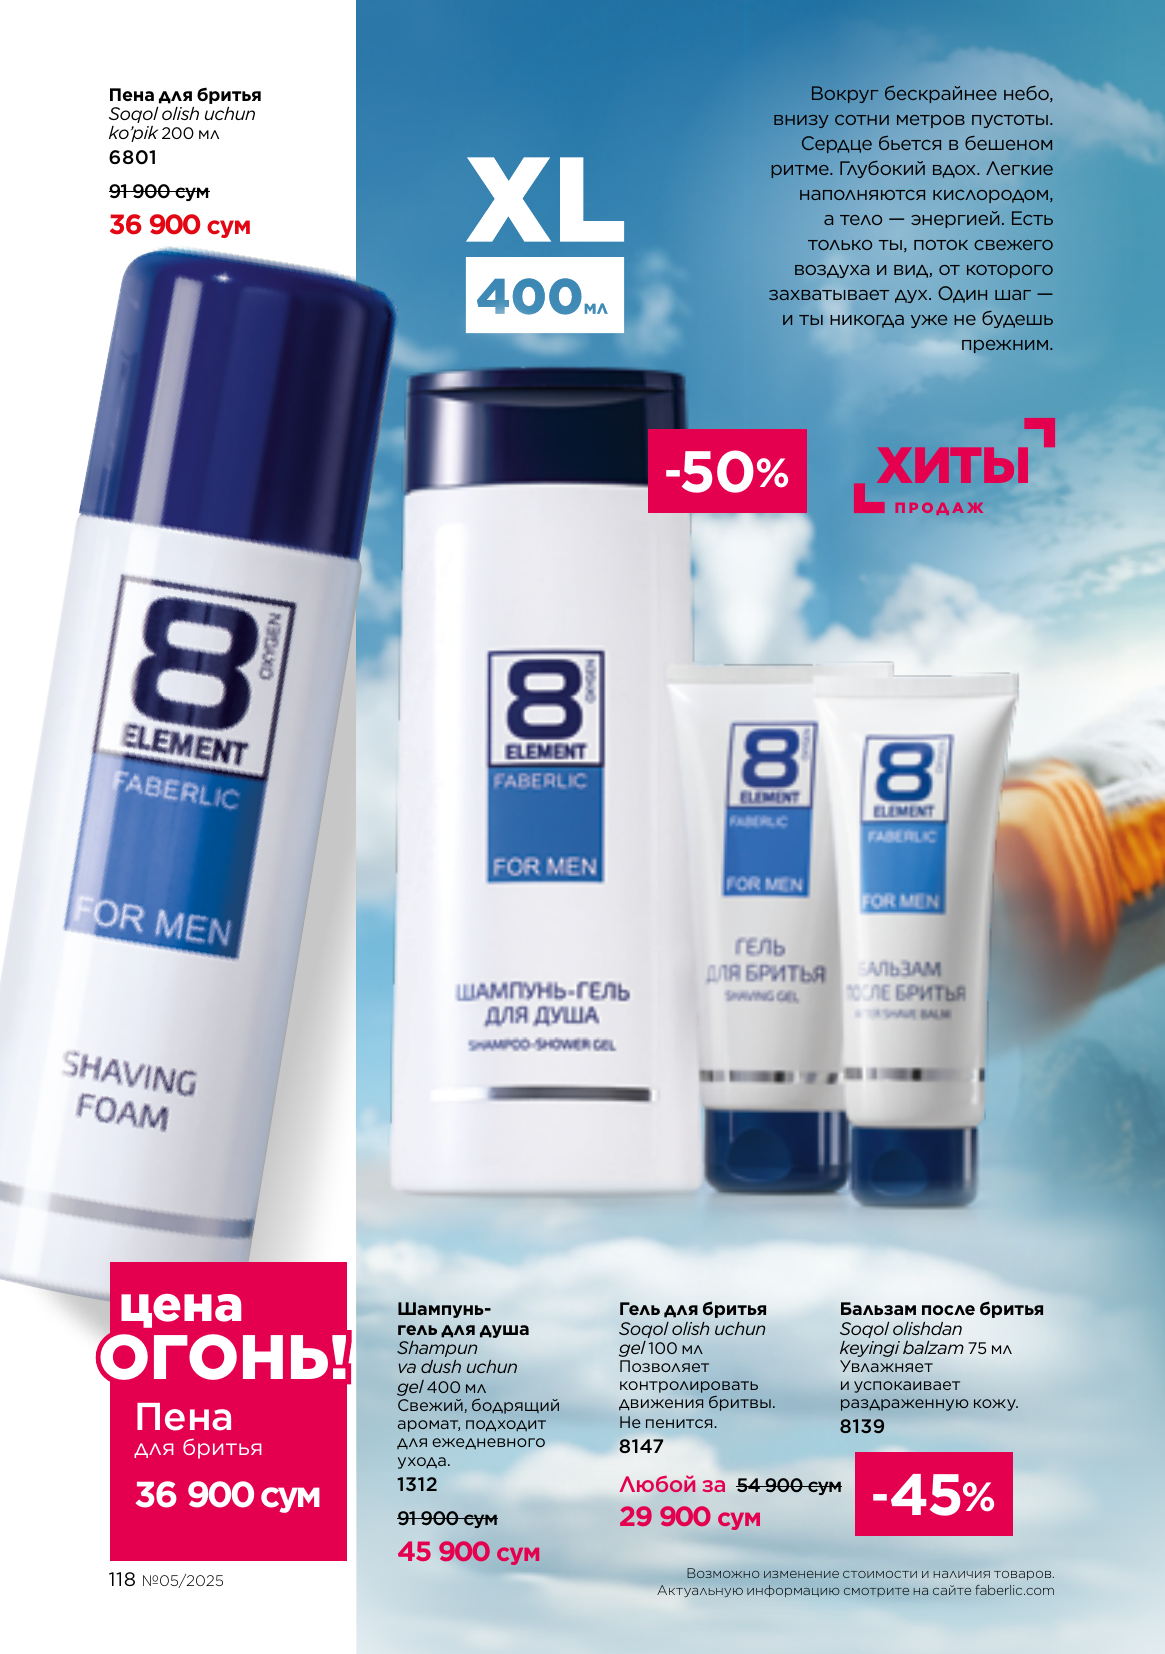 Пена для бритья
Soqol olish uchun
ko'pik 200 мл
6801
91 900 сум
36 900 сум
XL
400 мл
Вокруг бескрайнее небо,
внизу сотни метров пустоты.
Сердце бьется в бешеном
ритме. Глубокий вдох. Легкие
наполняются кислородом,
а тело — энергией. Есть
только ты, поток свежего
воздуха и вид, от которого
захватывает дух. Один шаг —
и ты никогда уже не будешь
прежним.
-50%
ХИТЫ
ПРОДАЖ
8
OXYGEN
ELEMENT
FABERLIC
FOR MEN
SHAVING
FOAM
8
OXYGEN
ELEMENT
FABERLIC
FOR MEN
ШАМПУНЬ-ГЕЛЬ
ДЛЯ ДУША
SHAMPOO-SHOWER GEL
8
OXYGEN
ELEMENT
FABERLIC
FOR MEN
ГЕЛЬ
ДЛЯ БРИТЬЯ
SHAVING GEL
8
OXYGEN
ELEMENT
FABERLIC
FOR MEN
БАЛЬЗАМ
ПОСЛЕ БРИТЬЯ
AFTER SHAVE BALM
цена
ОГОНЬ!
Пена
для бритья
36 900 сум
Шампунь-
гель для душа
Shampun
va dush uchun
gel 400 мл
Свежий, бодрящий
аромат, подходит
для ежедневного
ухода.
1312
91 900 сум
45 900 сум
Гель для бритья
Soqol olish uchun
gel 100 мл
Позволяет
контролировать
движения бритвы.
Не пенится.
8147
Любой за 54 900 сум
29 900 сум
Бальзам после бритья
Soqol olishdan
keyingi balzam 75 мл
Увлажняет
и успокаивает
раздраженную кожу.
8139
-45%
118 №05/2025
Возможно изменение стоимости и наличия товаров.
Актуальную информацию смотрите на сайте faberlic.com